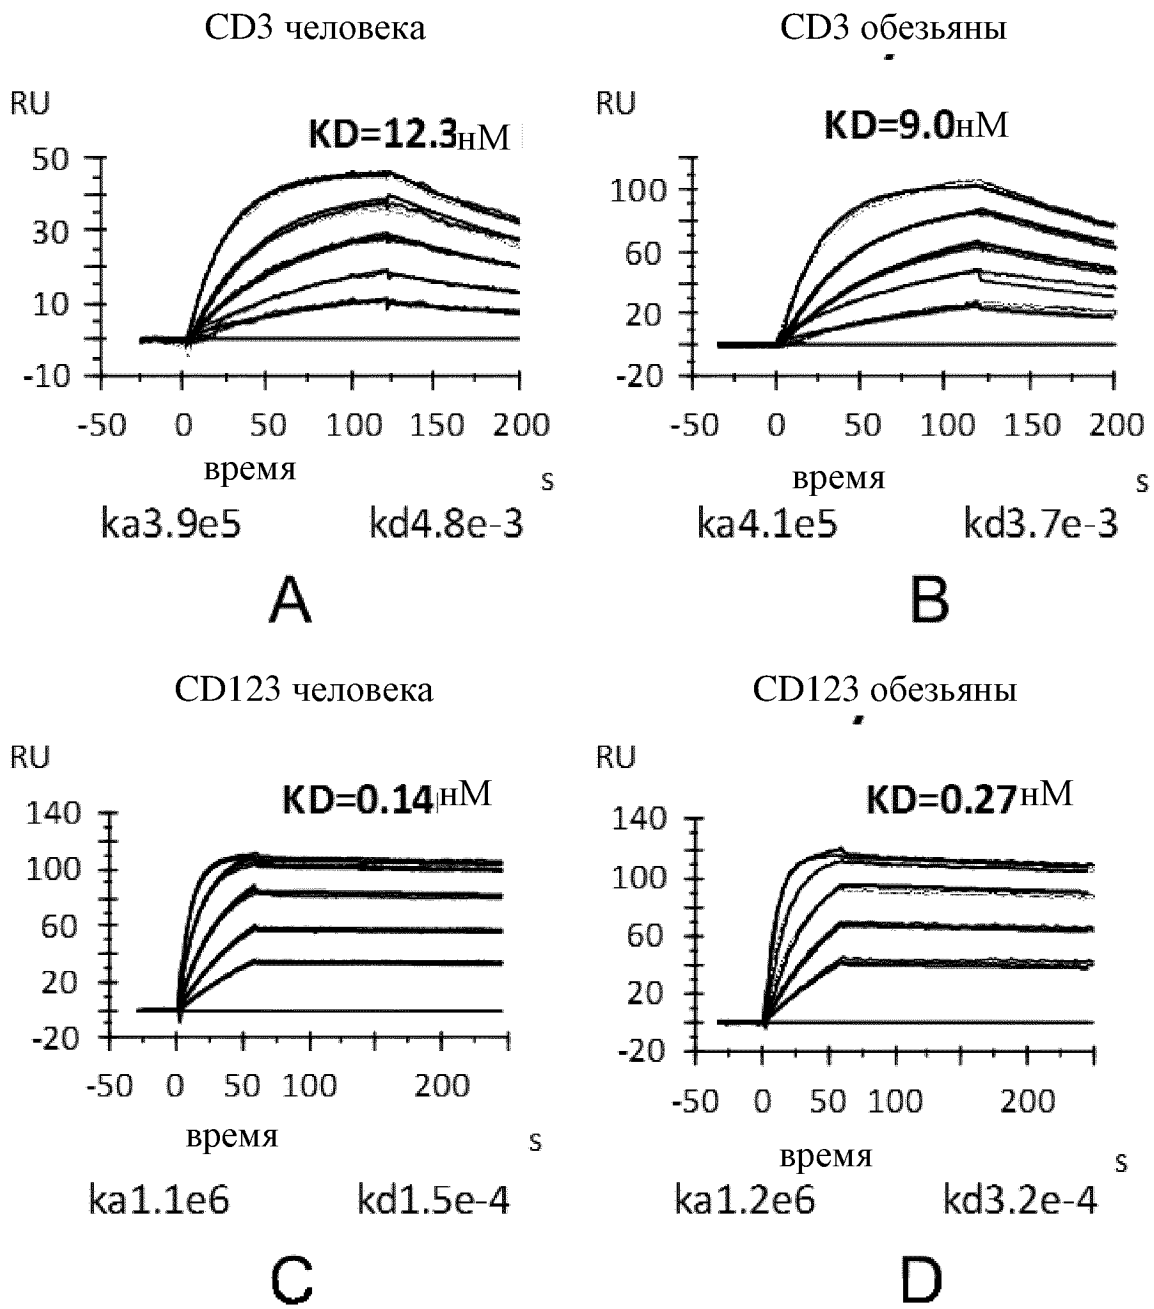 CD3 человека
RU
KD=12.3нМ
50
30
10
-10
-50 0 50 100 150 200
время
s
ka3.9e5 kd4.8e-3
A
CD3 обезьяны
RU
KD=9.0нМ
100
60
20
-20
-50 0 50 100 150 200
время
s
ka4.1e5 kd3.7e-3
B
CD123 человека
RU
KD=0.14нМ
140
100
60
20
-20
-50 0 50 100 200
время
s
ka1.1e6 kd1.5e-4
C
CD123 обезьяны
RU
KD=0.27нМ
140
100
60
20
-20
-50 0 50 100 200
время
s
ka1.2e6 kd3.2e-4
D